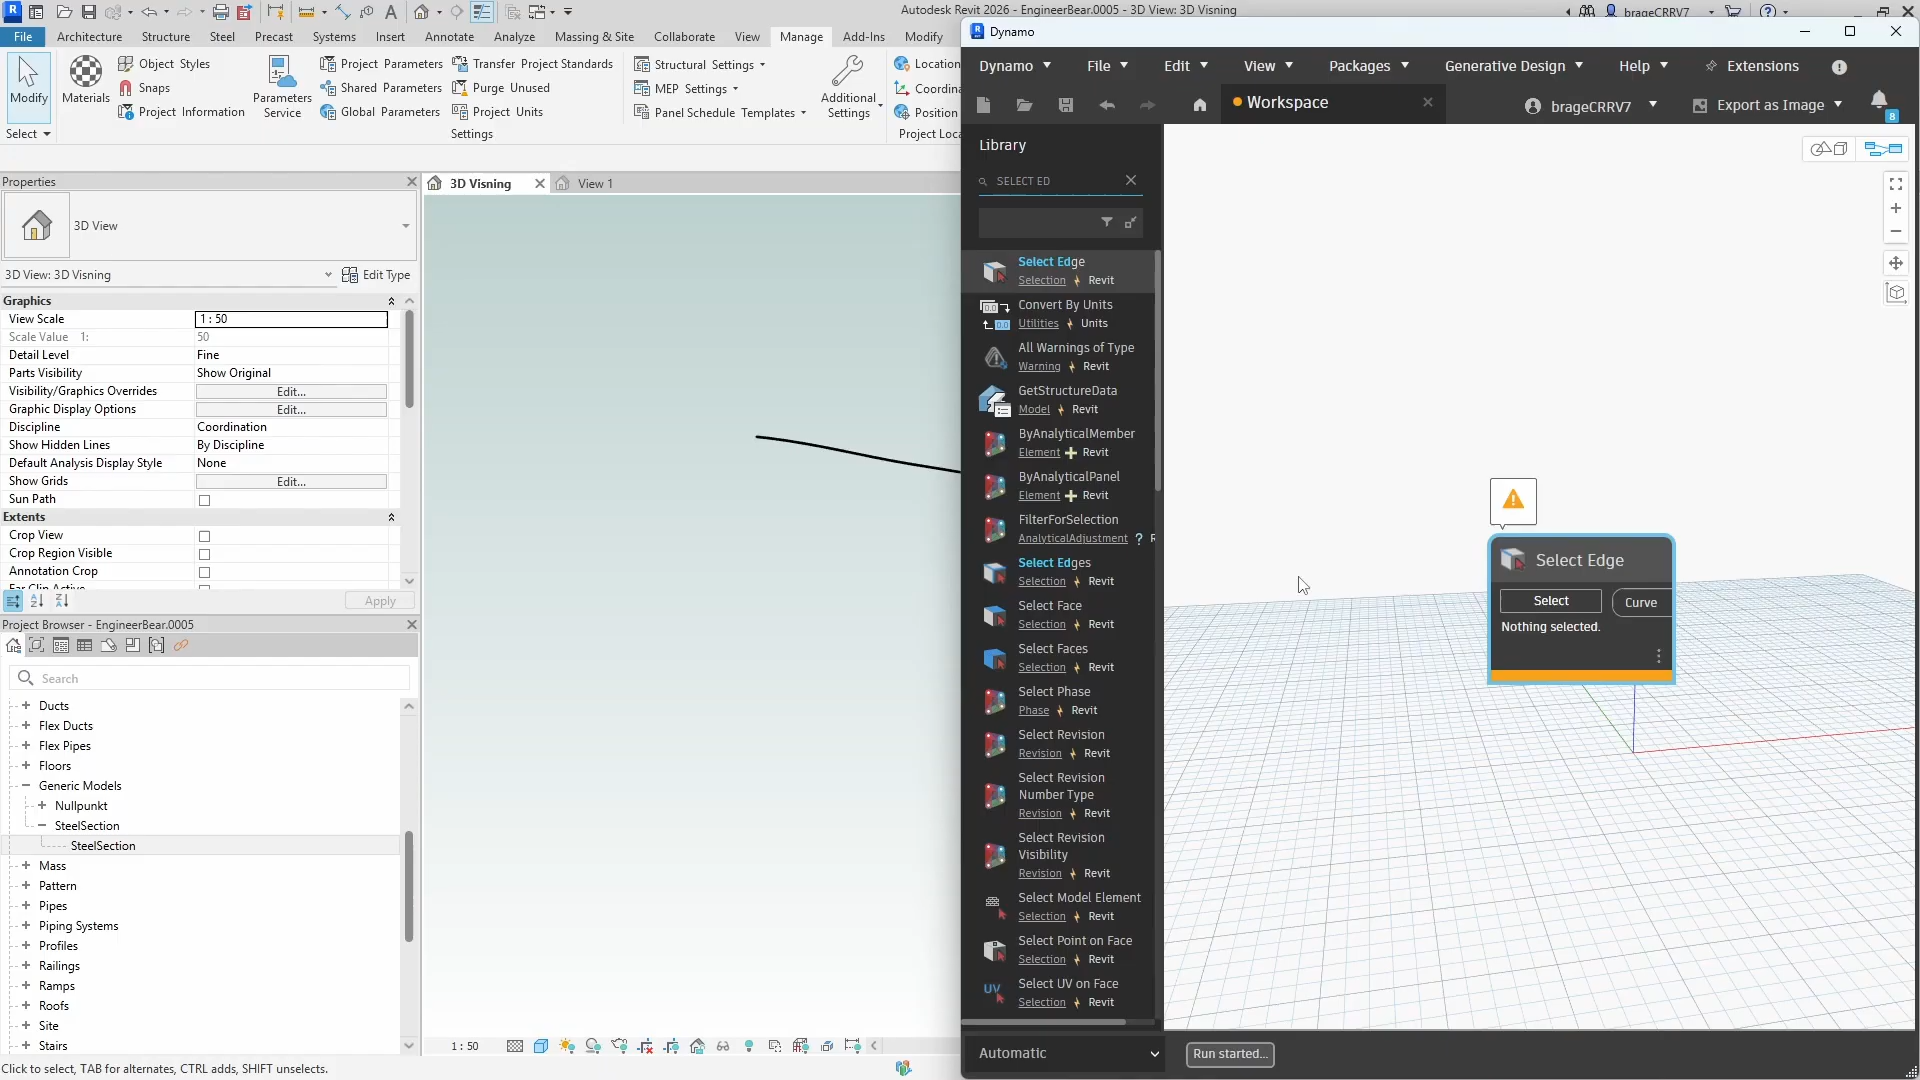 Autodesk Revit 2026 - EngineerBear.0005 - 3D View: 3D Visning
brageCRRV7
File Architecture Structure Steel Precast Systems Insert Annotate Analyze Massing & Site Collaborate View Manage Add-Ins Modify
Modify
Select
Materials
Object Styles
Snaps
Project Information
Parameters
Service
Project Parameters
Shared Parameters
Global Parameters
Transfer Project Standards
Purge Unused
Project Units
Settings
Structural Settings
MEP Settings
Panel Schedule Templates
Additional
Settings
Location
Coordina
Position
Project Loca
Properties
3D View
3D View: 3D Visning
Edit Type
Graphics
View Scale 1 : 50
Scale Value 1: 50
Detail Level Fine
Parts Visibility Show Original
Visibility/Graphics Overrides Edit...
Graphic Display Options Edit...
Discipline Coordination
Show Hidden Lines By Discipline
Default Analysis Display Style None
Show Grids Edit...
Sun Path
Extents
Crop View
Crop Region Visible
Annotation Crop
Far Clip Active
Apply
Project Browser - EngineerBear.0005
Search
Ducts
Flex Ducts
Flex Pipes
Floors
Generic Models
Nullpunkt
SteelSection
SteelSection
Mass
Pattern
Pipes
Piping Systems
Profiles
Railings
Ramps
Roofs
Site
Stairs
Click to select, TAB for alternates, CTRL adds, SHIFT unselects.
3D Visning
View 1
1 : 50
Dynamo
Dynamo File Edit View Packages Generative Design Help Extensions
Workspace
brageCRRV7
Export as Image
8
Library
SELECT ED
Select Edge
Selection Revit
Convert By Units
Utilities Units
All Warnings of Type
Warning Revit
GetStructureData
Model Revit
ByAnalyticalMember
Element Revit
ByAnalyticalPanel
Element Revit
FilterForSelection
AnalyticalAdjustment ? R
Select Edges
Selection Revit
Select Face
Selection Revit
Select Faces
Selection Revit
Select Phase
Phase Revit
Select Revision
Revision Revit
Select Revision
Number Type
Revision Revit
Select Revision
Visibility
Revision Revit
Select Model Element
Selection Revit
Select Point on Face
Selection Revit
UV
Select UV on Face
Selection Revit
Select Edge
Select
Curve
Nothing selected.
Automatic
Run started...